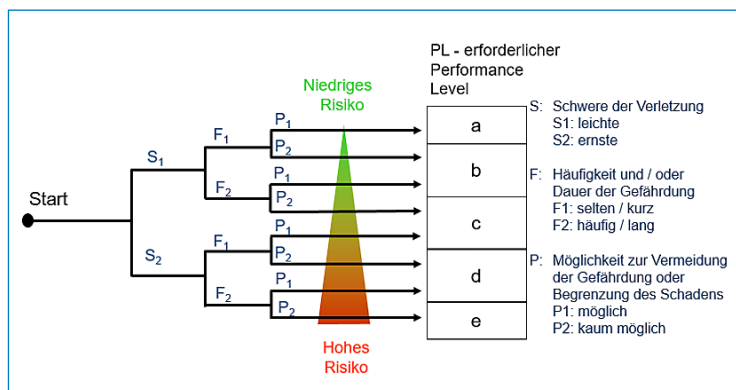 PL - erforderlicher
Performance
Level
Niedriges
Risiko
Start
S1
S2
F1
F2
F1
F2
P1
P2
P1
P2
P1
P2
P1
P2
a
b
c
d
e
Hohes
Risiko
S: Schwere der Verletzung
S1: leichte
S2: ernste
F: Häufigkeit und / oder
Dauer der Gefährdung
F1: selten / kurz
F2: häufig / lang
P: Möglichkeit zur Vermeidung
der Gefährdung oder
Begrenzung des Schadens
P1: möglich
P2: kaum möglich